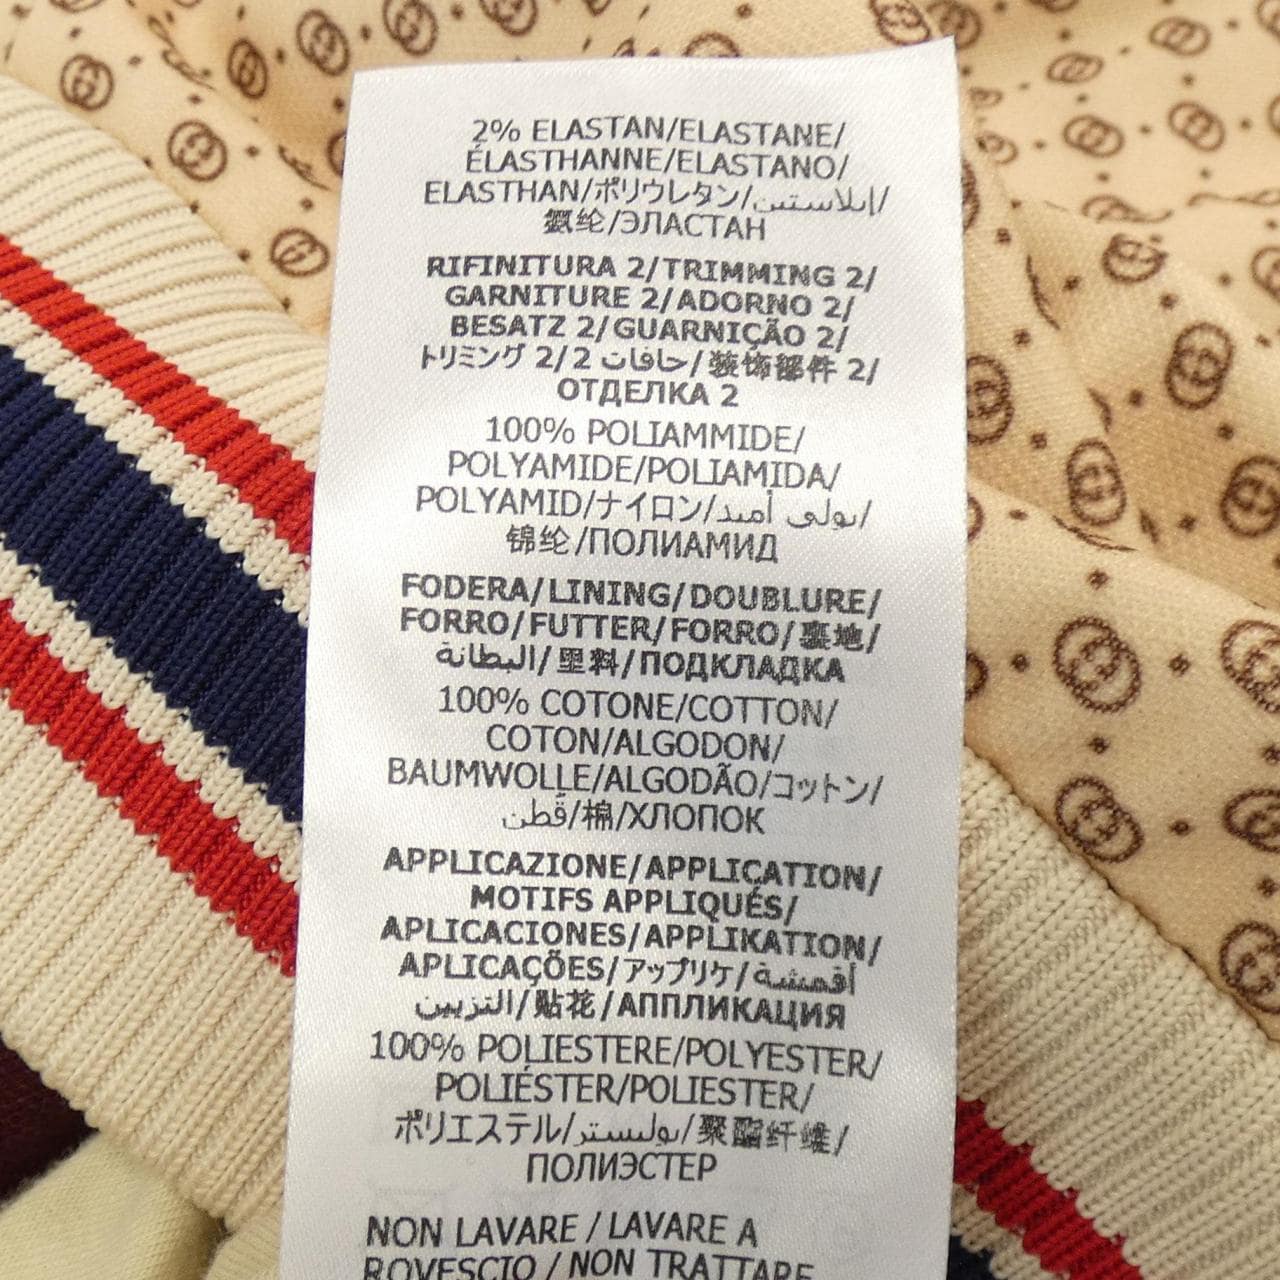 2% ELASTAN/ELASTANE/
ÉLASTHANNE/ELASTANO/
ELASTHAN/ポリウレタン/إيلاستين/
氨纶/ЭЛАСТАН
RIFINITURA 2/TRIMMING 2/
GARNITURE 2/ADORNO 2/
BESATZ 2/GUARNIÇÃO 2/
トリミング 2/حافات 2/装饰部件 2/
ОТДЕЛКА 2
100% POLIAMMIDE/
POLYAMIDE/POLIAMIDA/
POLYAMID/ナイロン/بولي أميد/
锦纶/ПОЛИАМИД
FODERA/LINING/DOUBLURE/
FORRO/FUTTER/FORRO/裏地/
البطانة/里料/ПОДКЛАДКА
100% COTONE/COTTON/
COTON/ALGODON/
BAUMWOLLE/ALGODÃO/コットン/
قطن/棉/ХЛОПОК
APPLICAZIONE/APPLICATION/
MOTIFS APPLIQUÉS/
APLICACIONES/APPLIKATION/
APLICAÇÕES/アップリケ/أقمشة
التزيين/贴花/АППЛИКАЦИЯ
100% POLIESTERE/POLYESTER/
POLIÉSTER/POLIESTER/
ポリエステル/بوليستر/聚酯纤维/
ПОЛИЭСТЕР
NON LAVARE / LAVARE A
ROVESCIO / NON TRATTARE